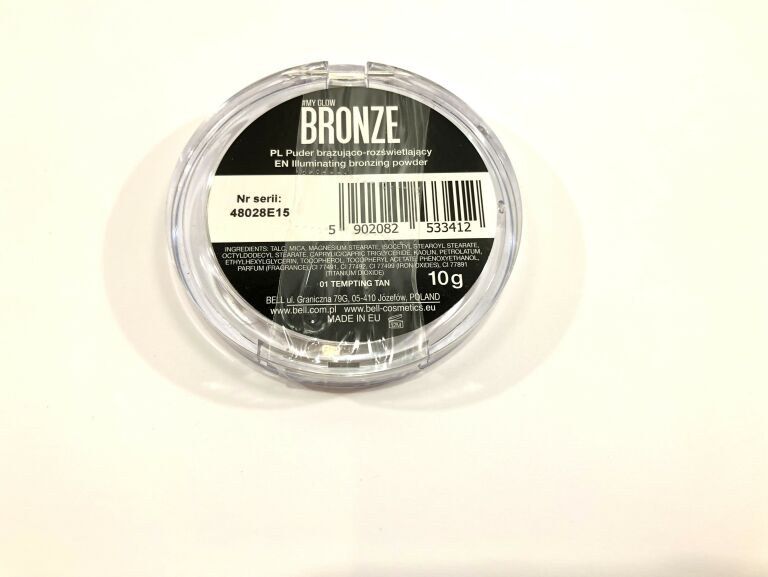 #MY GLOW
BRONZE
PL Puder brązująco-rozświetlający
EN Illuminating bronzing powder
Nr serii:
48028E15
5 902082 533412
INGREDIENTS: TALC, MICA, MAGNESIUM STEARATE, ISOCETYL STEAROYL STEARATE,
OCTYLDODECYL STEARATE, CAPRYLIC/CAPRIC TRIGLYCERIDE, KAOLIN, PETROLATUM,
ETHYLHEXYLGLYCERIN, TOCOPHEROL, TOCOPHERYL ACETATE, PHENOXYETHANOL,
PARFUM (FRAGRANCE), CI 77491, CI 77492, CI 77499 (IRON OXIDES), CI 77891
(TITANIUM DIOXIDE)
01 TEMPTING TAN
10g
BELL ul. Graniczna 79G, 05-410 Józefów, POLAND
www.bell.com.pl www.bell-cosmetics.eu
MADE IN EU
12M